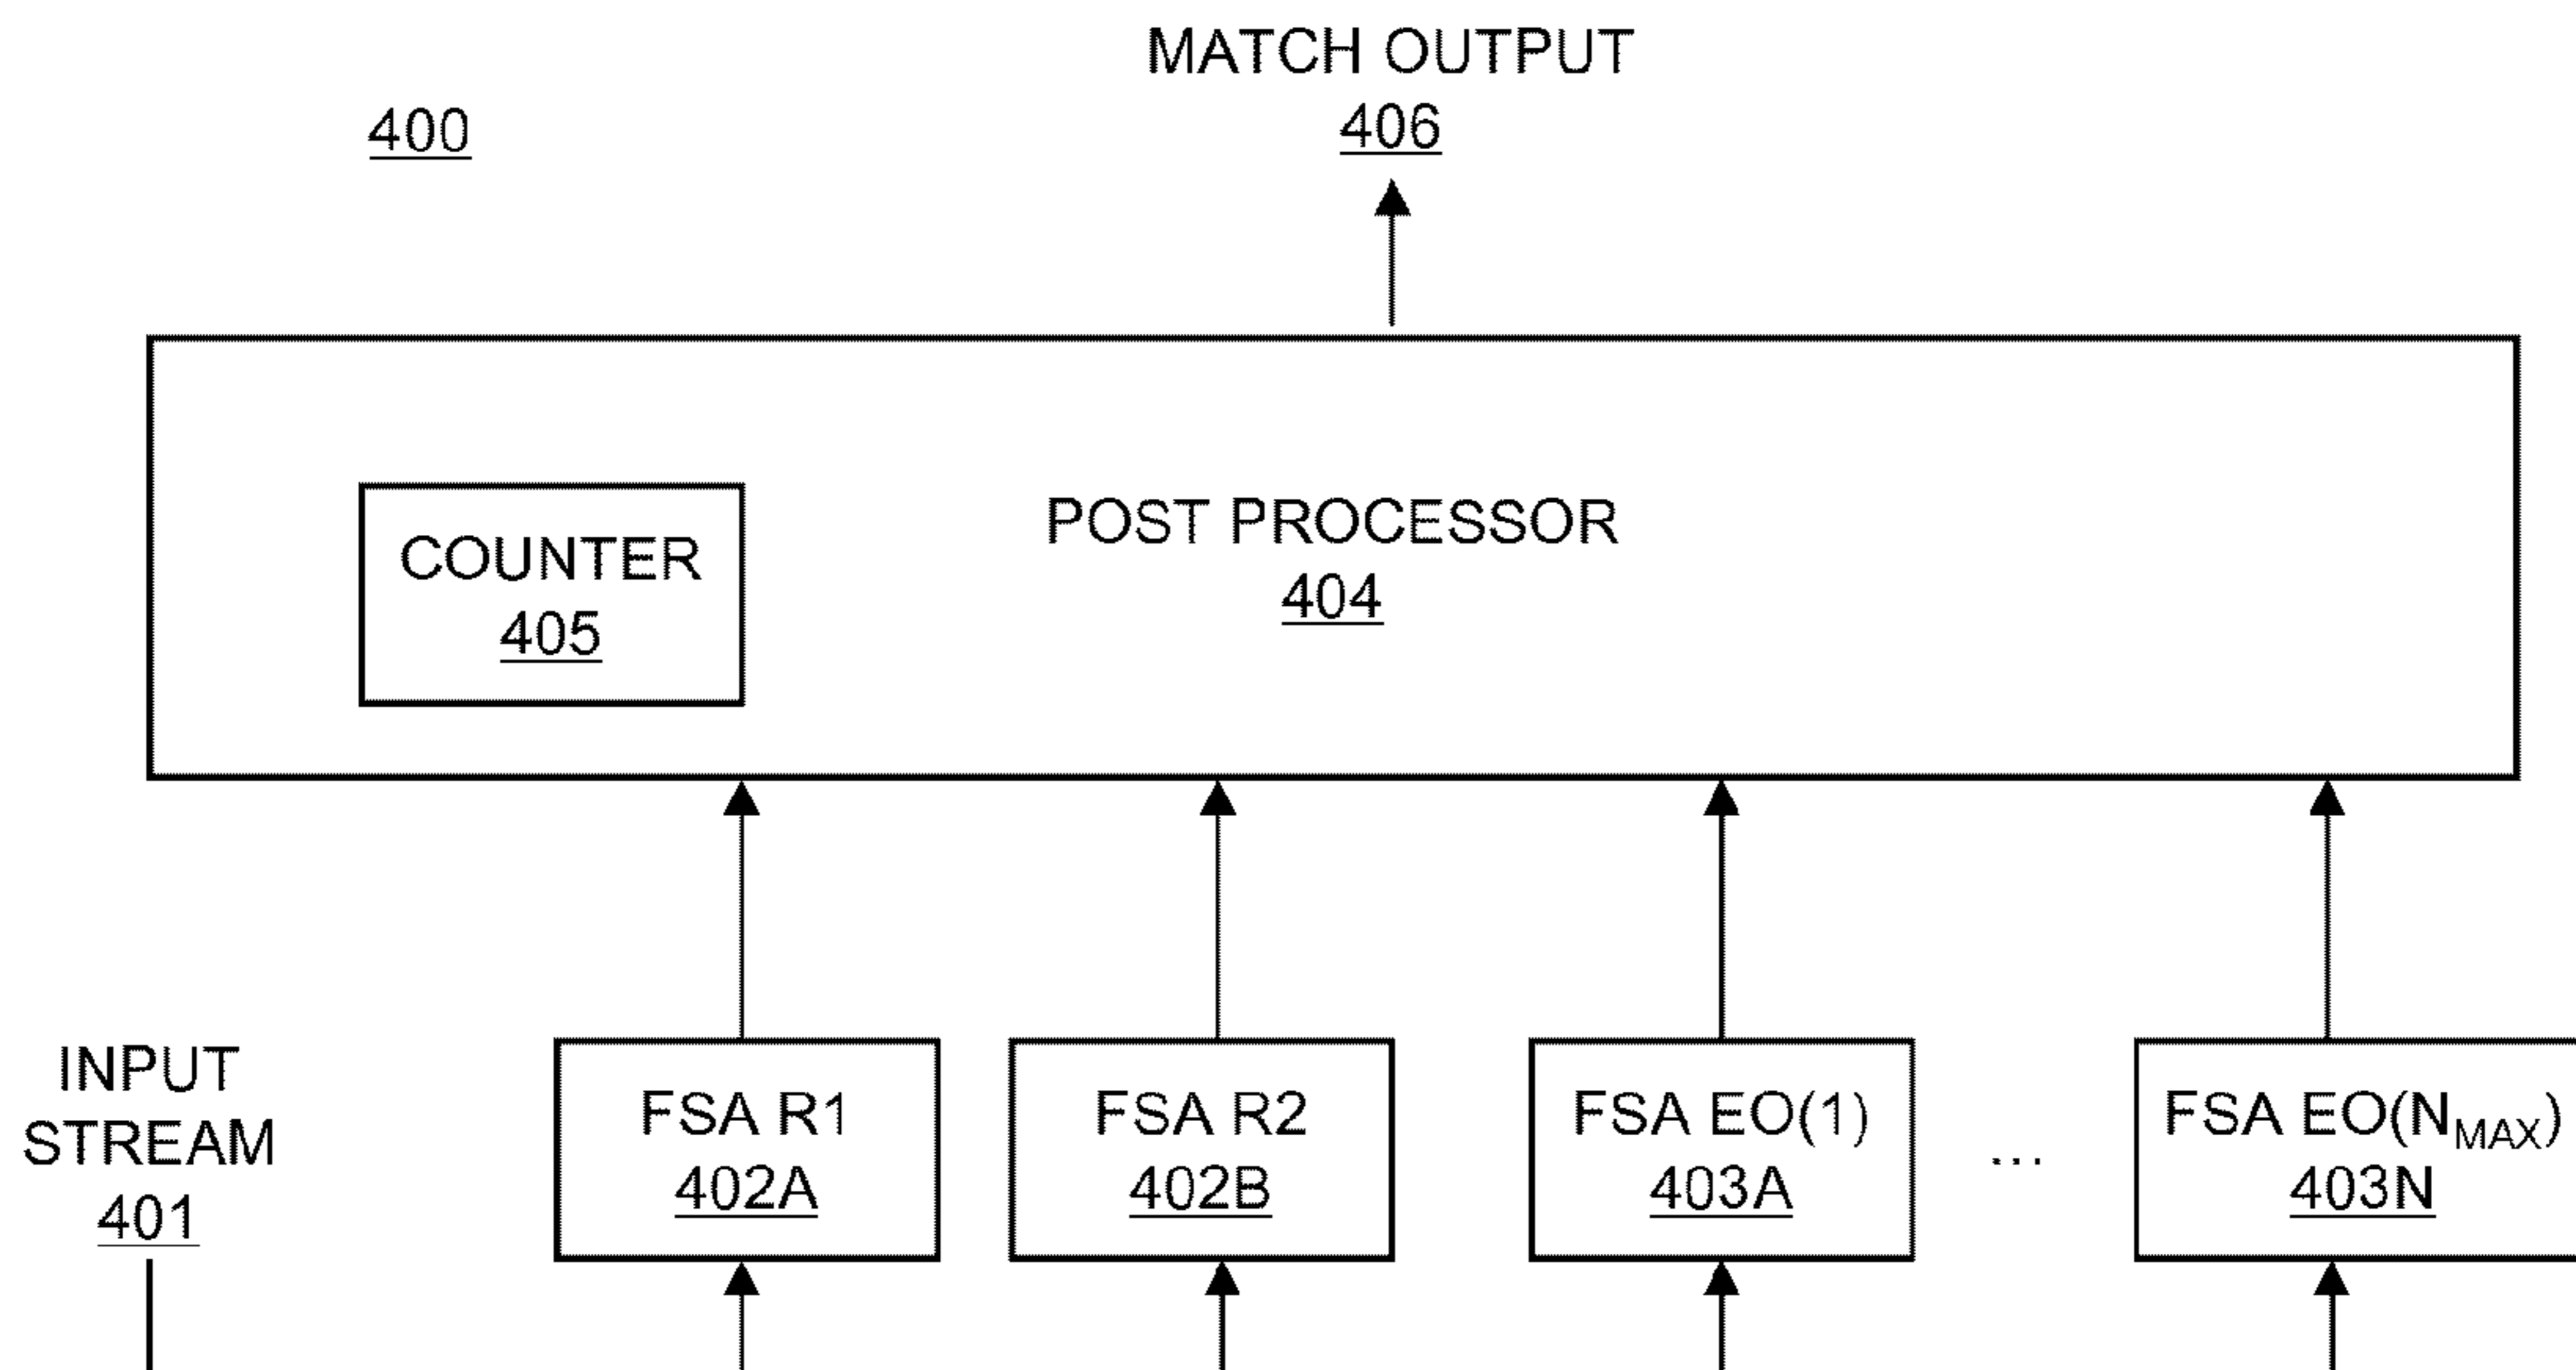 MATCH OUTPUT
406
400
COUNTER
405
POST PROCESSOR
404
INPUT
STREAM
401
FSA R1
402A
FSA R2
402B
FSA EO(1)
403A
...
FSA EO(NMAX)
403N